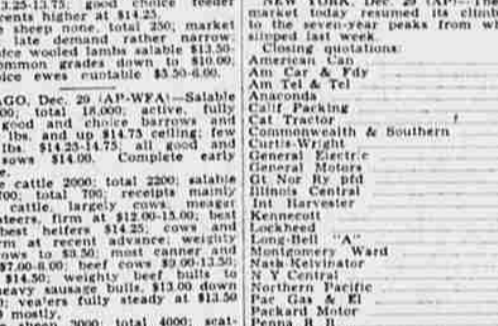 3.25-13.75; good choice feeder
cents higher at $14.25.
sheep none, total 250; market
late demand rather narrow;
ice wooled lambs salable $13.50-
ommon grades down to $10.00;
ice ewes quotable $3.50-6.00.
AGO, Dec. 29 (AP-WFA)—Salable
00; total 18,000; active, fully
good and choice barrows and
lbs. and up $14.75 ceiling; few
lbs. $14.25-14.75; all good and
sows $14.00. Complete early
e.
e cattle 2000; total 2200; salable
700; total 700; receipts mainly
cattle, largely cows, meager
steers, firm at $12.00-15.00; best
best heifers $14.25; cows and
rm at recent advance; weighty
cows to $3.50; most canner and
$7.00-8.00; beef cows $9.00-13.50;
$14.50; weighty beef bulls to
heavy sausage bulls, $13.00 down
0; vealers fully steady at $13.50
mostly.
sheep 3000; total 4000; scat-
NEW YORK, Dec. 29 (AP)—The
market today resumed its climb
to the seven-year peaks from w
slipped last week.
Closing quotations:
American Can
Am Car & Fdy
Am Tel & Tel
Anaconda
Calif Packing
Cat Tractor
Commonwealth & Southern
Curtis-Wright
General Electric
General Motors
Gt Nor Ry pfd
Illinois Central
Int Harvester
Kennecott
Lockheed
Long-Bell "A"
Montgomery Ward
Nash Kelvinator
N Y Central
Northern Pacific
Pac Gas & El
Packard Motor
Penna R R